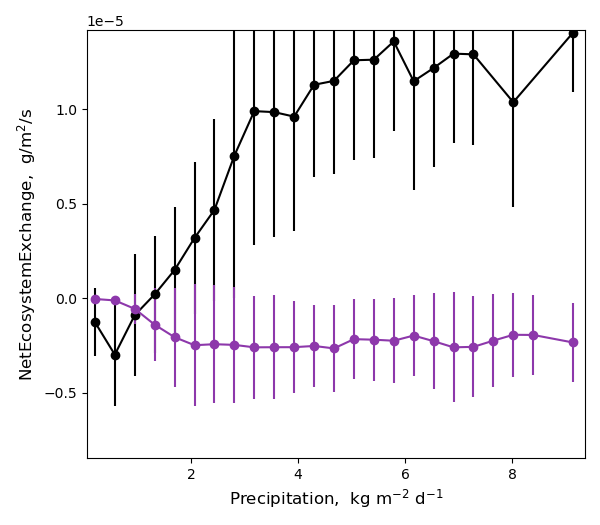 1e−5
1.0
0.5
0.0
−0.5
NetEcosystemExchange, g/m²/s
2 4 6 8
Precipitation, kg m⁻² d⁻¹